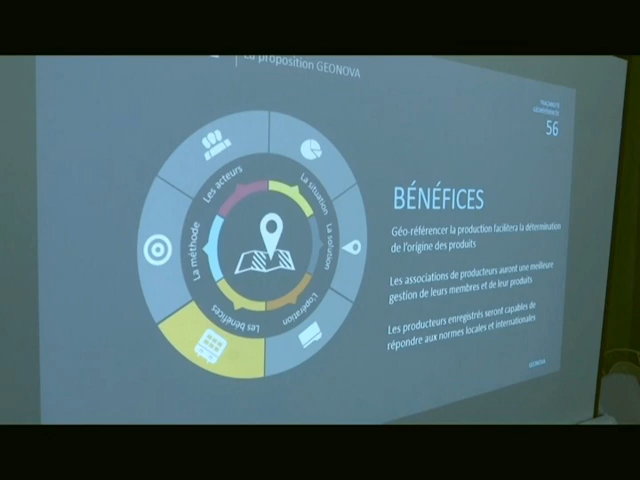 La proposition GEONOVA
TRAÇABILITÉ
GÉORÉFÉRENCÉE
56
BÉNÉFICES
Géo-référencer la production facilitera la détermination
de l'origine des produits
Les associations de producteurs auront une meilleure
gestion de leurs membres et de leur produits
Les producteurs enregistrés seront capables de
répondre aux normes locales et internationales
GEONOVA
Les acteurs
La situation
La solution
L'opération
Les bénéfices
La méthode